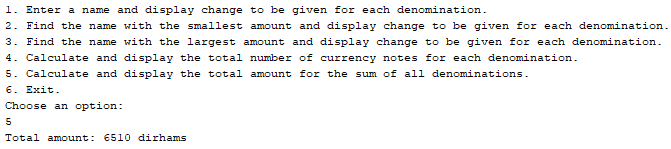 1. Enter a name and display change to be given for each denomination.
2. Find the name with the smallest amount and display change to be given for each denomination.
3. Find the name with the largest amount and display change to be given for each denomination.
4. Calculate and display the total number of currency notes for each denomination.
5. Calculate and display the total amount for the sum of all denominations.
6. Exit.
Choose an option:
5
Total amount: 6510 dirhams